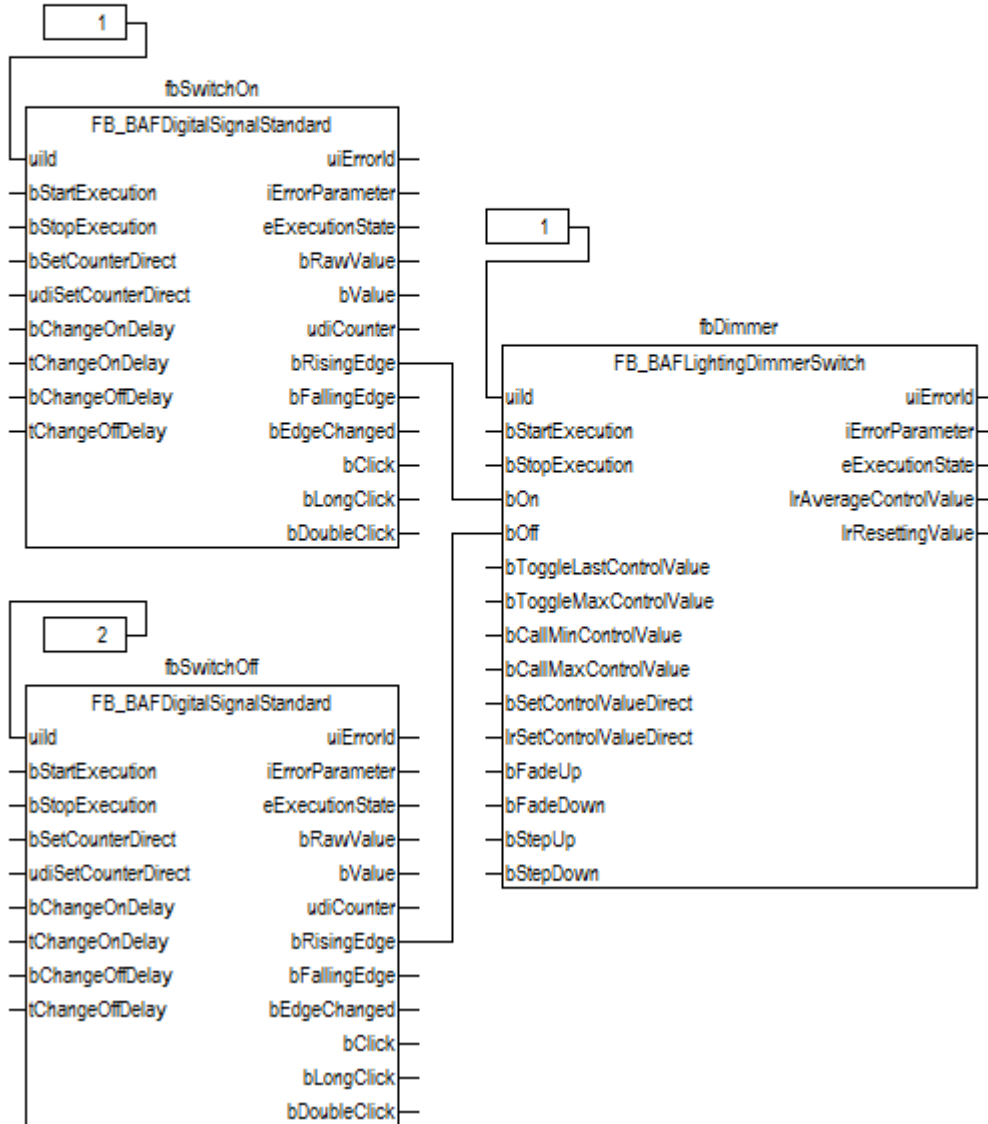 1
fbSwitchOn
FB_BAFDigitalSignalStandard
uiId uiErrorId
bStartExecution iErrorParameter
bStopExecution eExecutionState
bSetCounterDirect bRawValue
udiSetCounterDirect bValue
bChangeOnDelay udiCounter
tChangeOnDelay bRisingEdge
bChangeOffDelay bFallingEdge
tChangeOffDelay bEdgeChanged
bClick
bLongClick
bDoubleClick
2
fbSwitchOff
FB_BAFDigitalSignalStandard
uiId uiErrorId
bStartExecution iErrorParameter
bStopExecution eExecutionState
bSetCounterDirect bRawValue
udiSetCounterDirect bValue
bChangeOnDelay udiCounter
tChangeOnDelay bRisingEdge
bChangeOffDelay bFallingEdge
tChangeOffDelay bEdgeChanged
bClick
bLongClick
bDoubleClick
1
fbDimmer
FB_BAFLightingDimmerSwitch
uiId uiErrorId
bStartExecution iErrorParameter
bStopExecution eExecutionState
bOn lrAverageControlValue
bOff lrResettingValue
bToggleLastControlValue
bToggleMaxControlValue
bCallMinControlValue
bCallMaxControlValue
bSetControlValueDirect
lrSetControlValueDirect
bFadeUp
bFadeDown
bStepUp
bStepDown